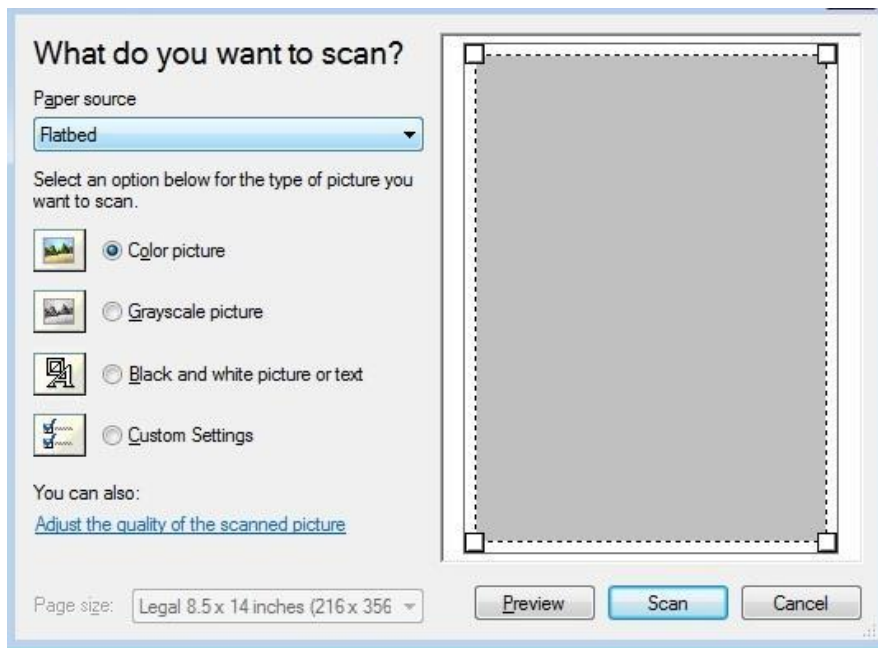 What do you want to scan?
Paper source
Flatbed
Select an option below for the type of picture you
want to scan.
Color picture
Grayscale picture
Black and white picture or text
Custom Settings
You can also:
Adjust the quality of the scanned picture
Page size: Legal 8.5 x 14 inches (216 x 356
Preview Scan Cancel